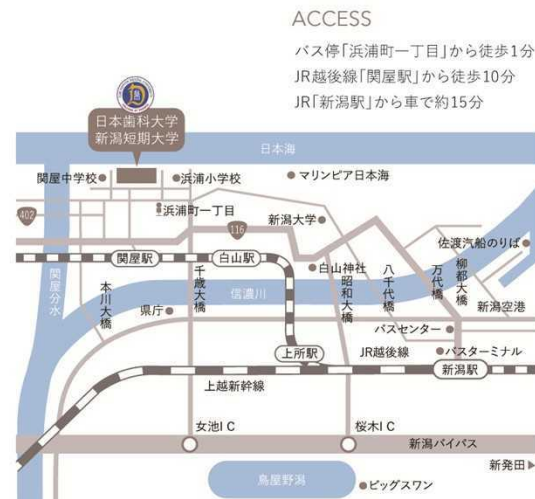 ACCESS
バス停「浜浦町一丁目」から徒歩1分
JR越後線「関屋駅」から徒歩10分
JR「新潟駅」から車で約15分
日本歯科大学
新潟短期大学
日本海
関屋中学校
浜浦小学校
マリンピア日本海
402
浜浦町一丁目
116
新潟大学
佐渡汽船のりば
関屋駅
白山駅
白山神社
関屋分水
本川大橋
千歳大橋
昭和大橋
八千代橋
万代橋
柳都大橋
信濃川
新潟空港
県庁
バスセンター
上所駅
JR越後線
バスターミナル
新潟駅
上越新幹線
女池IC
桜木IC
新潟バイパス
新発田
鳥屋野潟
ビッグスワン